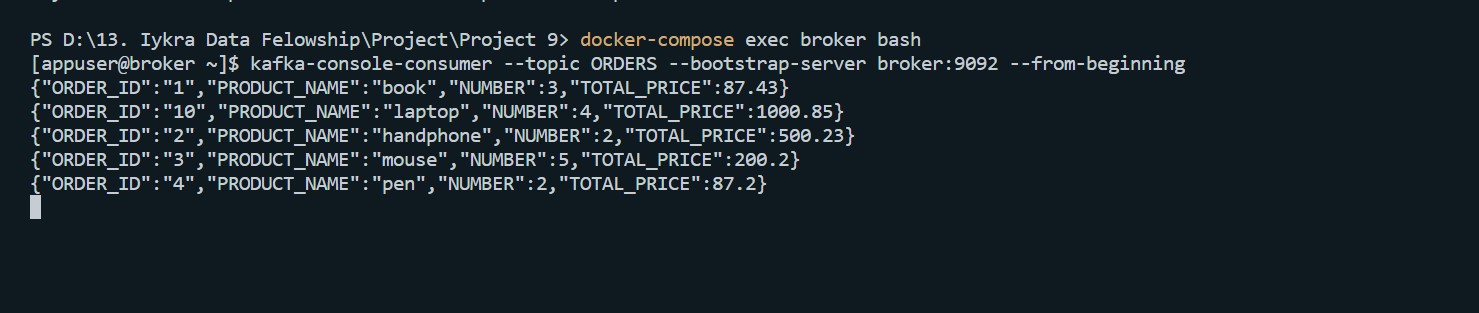 PS D:\13. Iykra Data Felowship\Project\Project 9> docker-compose exec broker bash
[appuser@broker ~]$ kafka-console-consumer --topic ORDERS --bootstrap-server broker:9092 --from-beginning
{"ORDER_ID":"1","PRODUCT_NAME":"book","NUMBER":3,"TOTAL_PRICE":87.43}
{"ORDER_ID":"10","PRODUCT_NAME":"laptop","NUMBER":4,"TOTAL_PRICE":1000.85}
{"ORDER_ID":"2","PRODUCT_NAME":"handphone","NUMBER":2,"TOTAL_PRICE":500.23}
{"ORDER_ID":"3","PRODUCT_NAME":"mouse","NUMBER":5,"TOTAL_PRICE":200.2}
{"ORDER_ID":"4","PRODUCT_NAME":"pen","NUMBER":2,"TOTAL_PRICE":87.2}